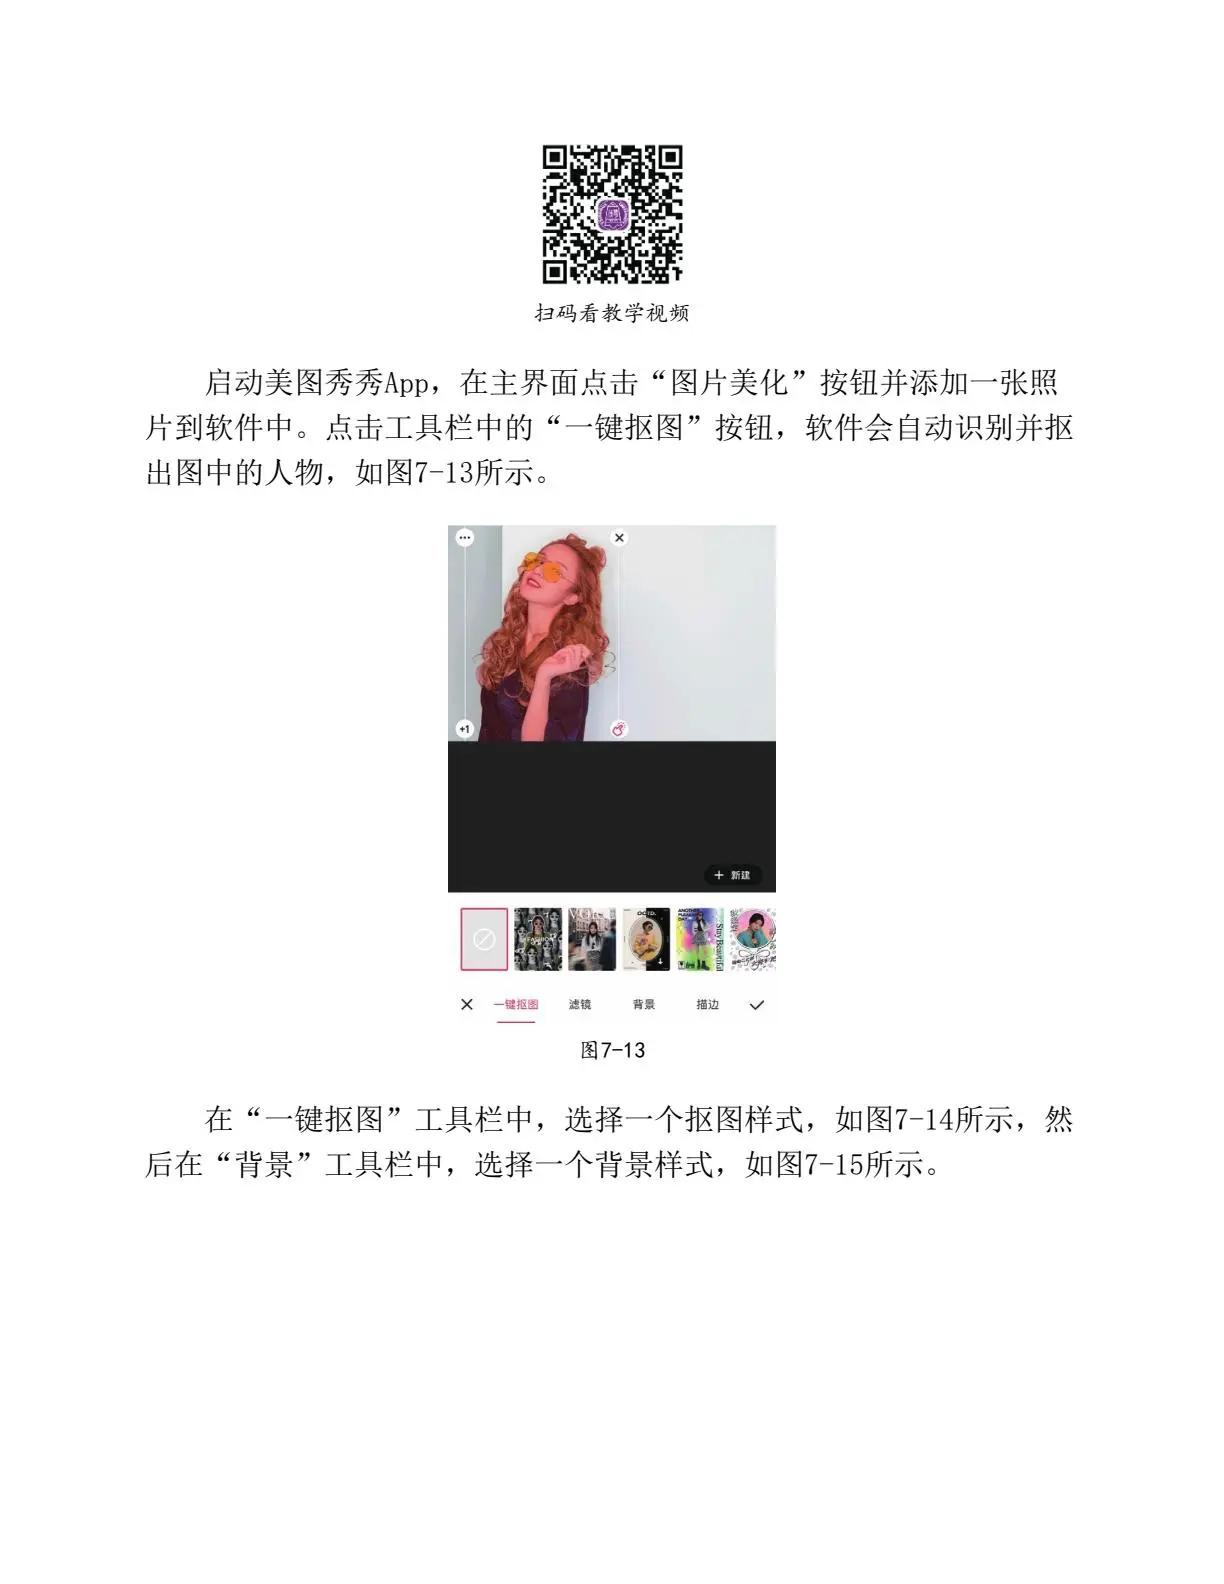 扫码看教学视频
启动美图秀秀App，在主界面点击“图片美化”按钮并添加一张照
片到软件中。点击工具栏中的“一键抠图”按钮，软件会自动识别并抠
出图中的人物，如图7-13所示。
+1
+ 新建
FASHION
OOTD.
ANOTHER
DAY
Stay Beautiful
一键抠图 滤镜 背景 描边
图7-13
在“一键抠图”工具栏中，选择一个抠图样式，如图7-14所示，然
后在“背景”工具栏中，选择一个背景样式，如图7-15所示。